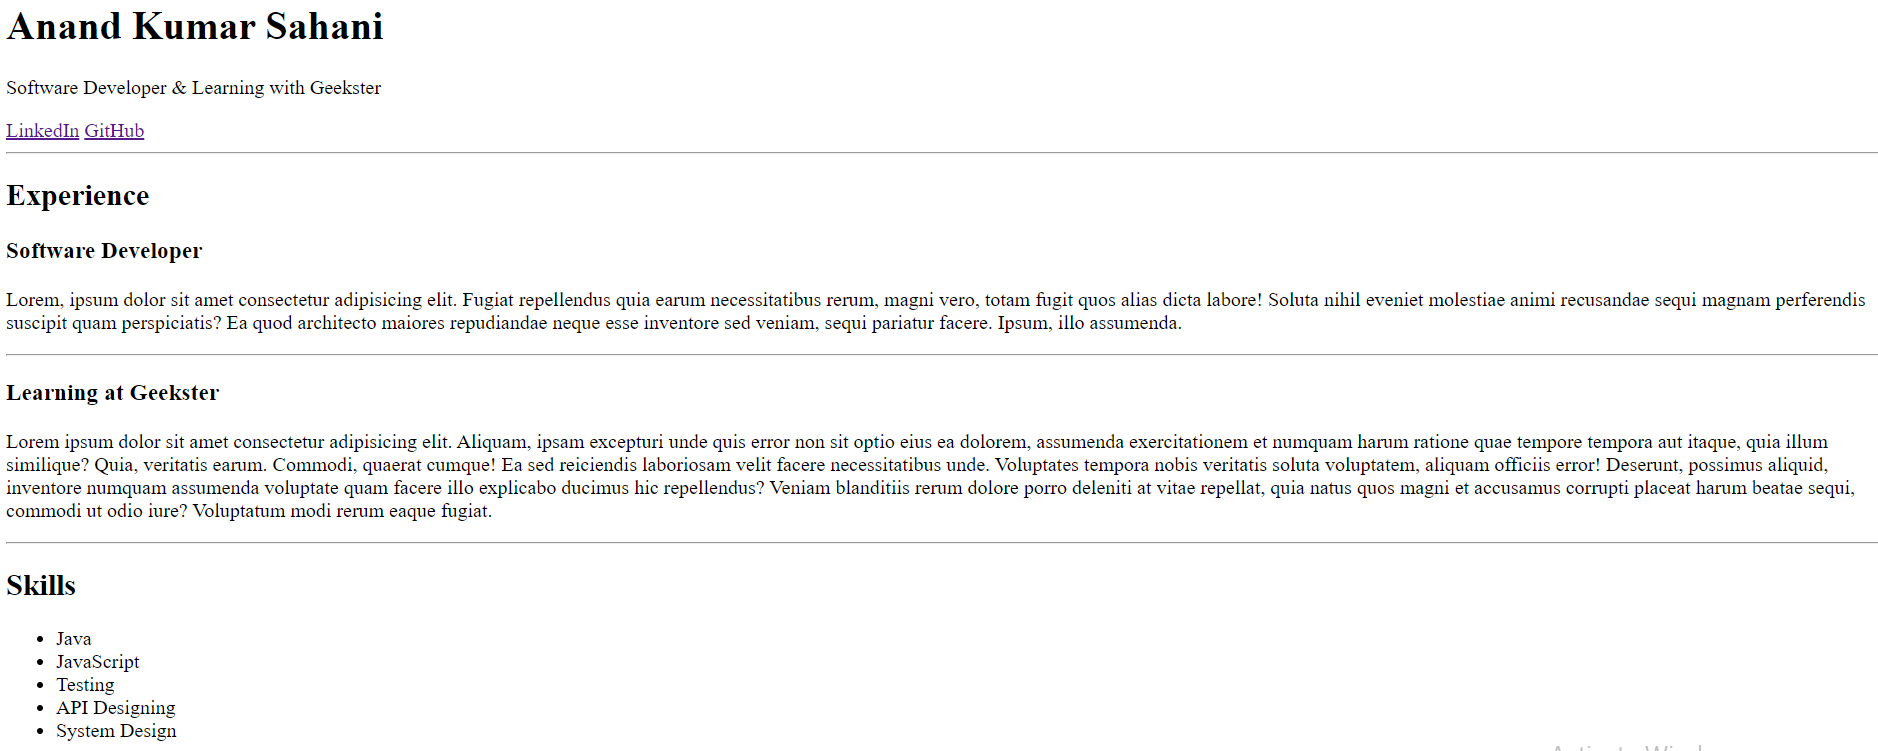 Anand Kumar Sahani
Software Developer & Learning with Geekster
LinkedIn GitHub
Experience
Software Developer
Lorem, ipsum dolor sit amet consectetur adipisicing elit. Fugiat repellendus quia earum necessitatibus rerum, magni vero, totam fugit quos alias dicta labore! Soluta nihil eveniet molestiae animi recusandae sequi magnam perferendis
suscipit quam perspiciatis? Ea quod architecto maiores repudiandae neque esse inventore sed veniam, sequi pariatur facere. Ipsum, illo assumenda.
Learning at Geekster
Lorem ipsum dolor sit amet consectetur adipisicing elit. Aliquam, ipsam excepturi unde quis error non sit optio eius ea dolorem, assumenda exercitationem et numquam harum ratione quae tempore tempora aut itaque, quia illum
similique? Quia, veritatis earum. Commodi, quaerat cumque! Ea sed reiciendis laboriosam velit facere necessitatibus unde. Voluptates tempora nobis veritatis soluta voluptatem, aliquam officiis error! Deserunt, possimus aliquid,
inventore numquam assumenda voluptate quam facere illo explicabo ducimus hic repellendus? Veniam blanditiis rerum dolore porro deleniti at vitae repellat, quia natus quos magni et accusamus corrupti placeat harum beatae sequi,
commodi ut odio iure? Voluptatum modi rerum eaque fugiat.
Skills
• Java
• JavaScript
• Testing
• API Designing
• System Design